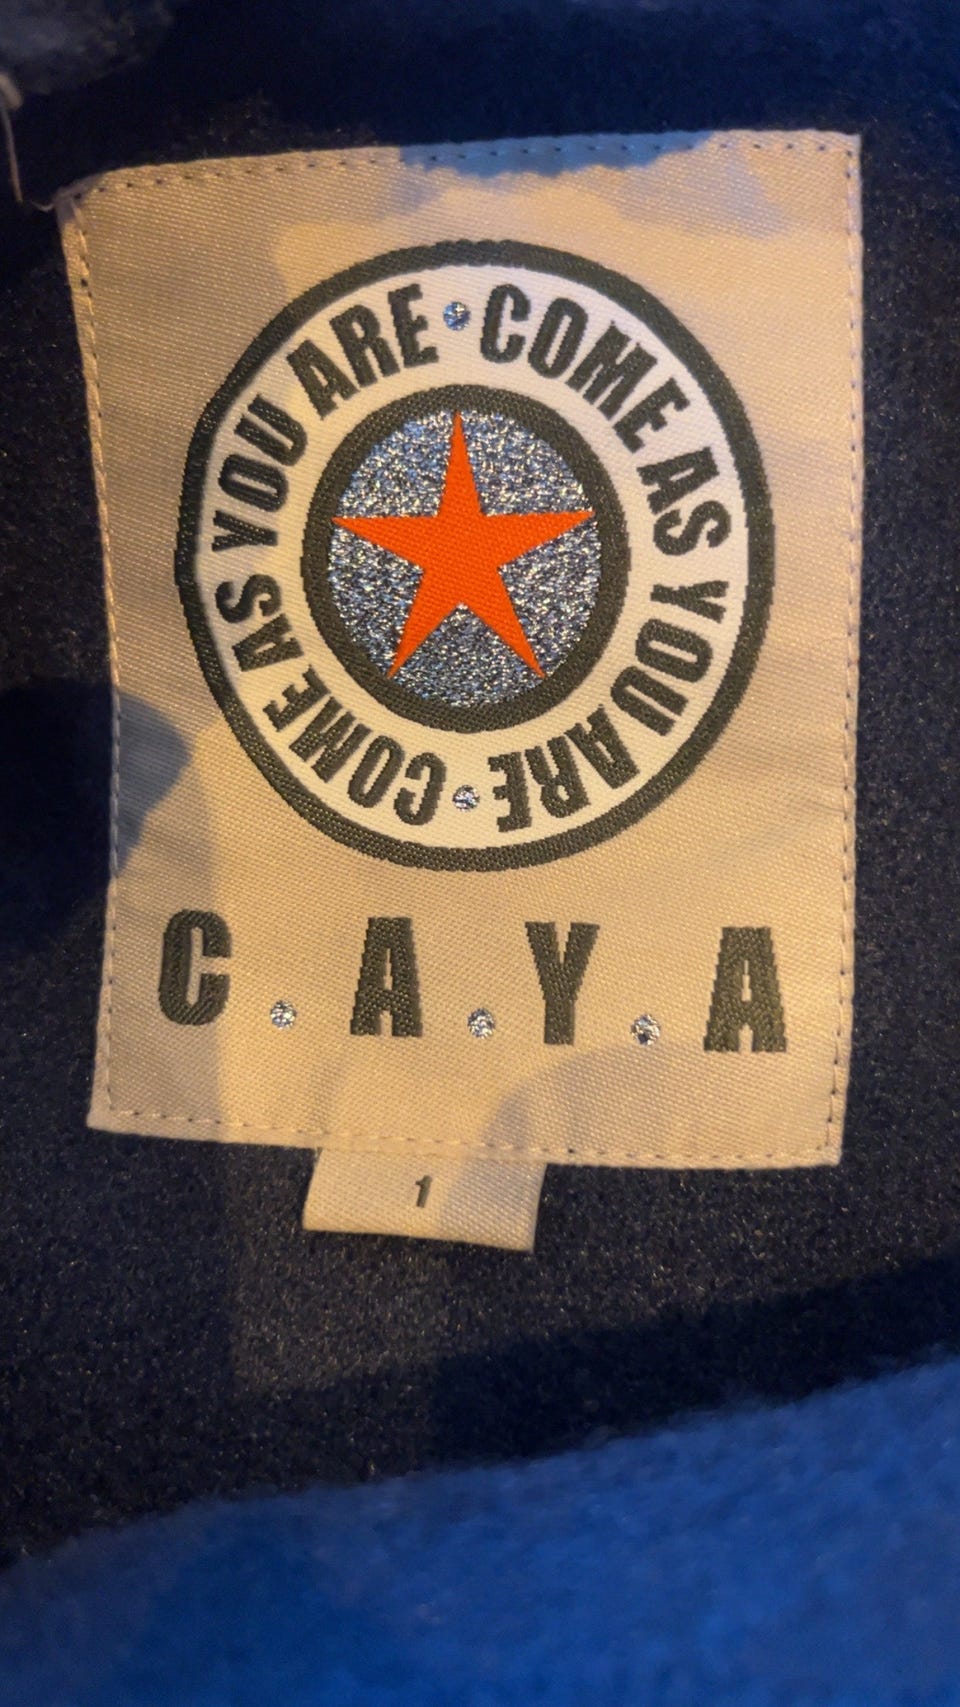 COME AS YOU ARE • COME AS YOU ARE •
C.A.Y.A
1